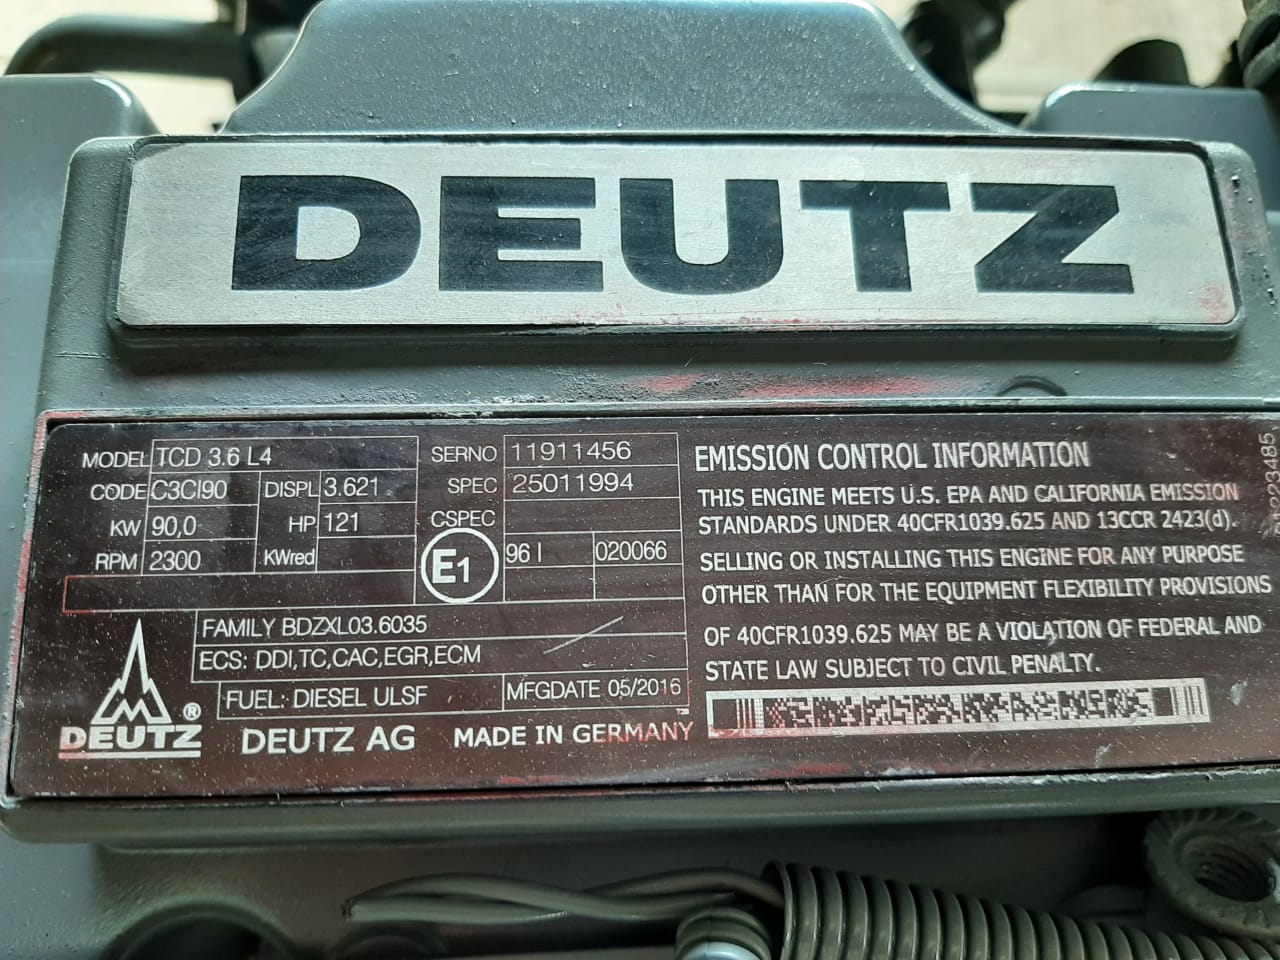 DEUTZ
MODEL TCD 3.6 L4
CODE C3CI90 DISPL 3.621
KW 90,0 HP 121
RPM 2300 KWred
SERNO 11911456
SPEC 25011994
CSPEC
E1 96 I 020066
FAMILY BDZXL03.6035
ECS: DDI,TC,CAC,EGR,ECM
FUEL: DIESEL ULSF MFGDATE 05/2016
DEUTZ ®
DEUTZ AG MADE IN GERMANY
EMISSION CONTROL INFORMATION
THIS ENGINE MEETS U.S. EPA AND CALIFORNIA EMISSION
STANDARDS UNDER 40CFR1039.625 AND 13CCR 2423(d).
SELLING OR INSTALLING THIS ENGINE FOR ANY PURPOSE
OTHER THAN FOR THE EQUIPMENT FLEXIBILITY PROVISIONS
OF 40CFR1039.625 MAY BE A VIOLATION OF FEDERAL AND
STATE LAW SUBJECT TO CIVIL PENALTY.